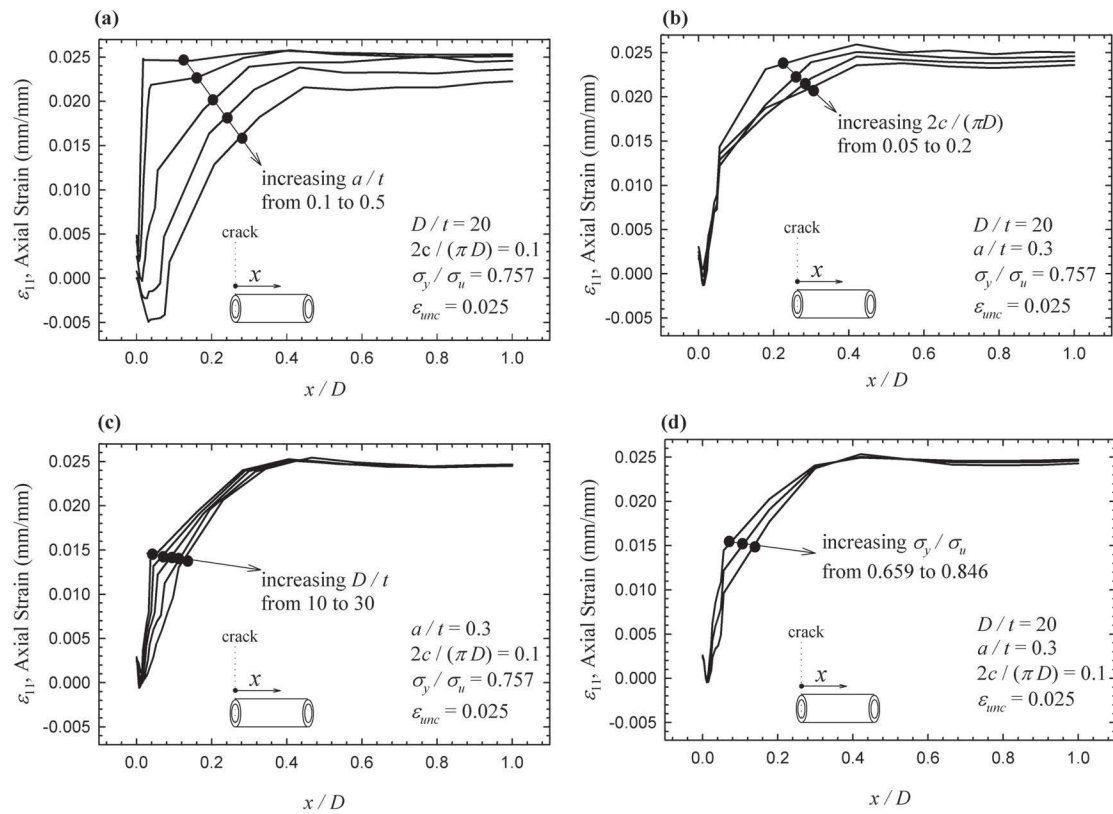 (a)
0.025
0.020
0.015
0.010
0.005
0.000
-0.005
ε11, Axial Strain (mm/mm)
increasing a / t
from 0.1 to 0.5
crack
x
D / t = 20
2c / (π D) = 0.1
σy / σu = 0.757
εunc = 0.025
0.0 0.2 0.4 0.6 0.8 1.0
x / D
(b)
0.025
0.020
0.015
0.010
0.005
0.000
-0.005
ε11, Axial Strain (mm/mm)
increasing 2c / (πD)
from 0.05 to 0.2
crack
x
D / t = 20
a / t = 0.3
σy / σu = 0.757
εunc = 0.025
0.0 0.2 0.4 0.6 0.8 1.0
x / D
(c)
0.025
0.020
0.015
0.010
0.005
0.000
-0.005
ε11, Axial Strain (mm/mm)
increasing D / t
from 10 to 30
crack
x
a / t = 0.3
2c / (π D) = 0.1
σy / σu = 0.757
εunc = 0.025
0.0 0.2 0.4 0.6 0.8 1.0
x / D
(d)
0.025
0.020
0.015
0.010
0.005
0.000
-0.005
ε11, Axial Strain (mm/mm)
increasing σy / σu
from 0.659 to 0.846
crack
x
D / t = 20
a / t = 0.3
2c / (π D) = 0.1
εunc = 0.025
0.0 0.2 0.4 0.6 0.8 1.0
x / D